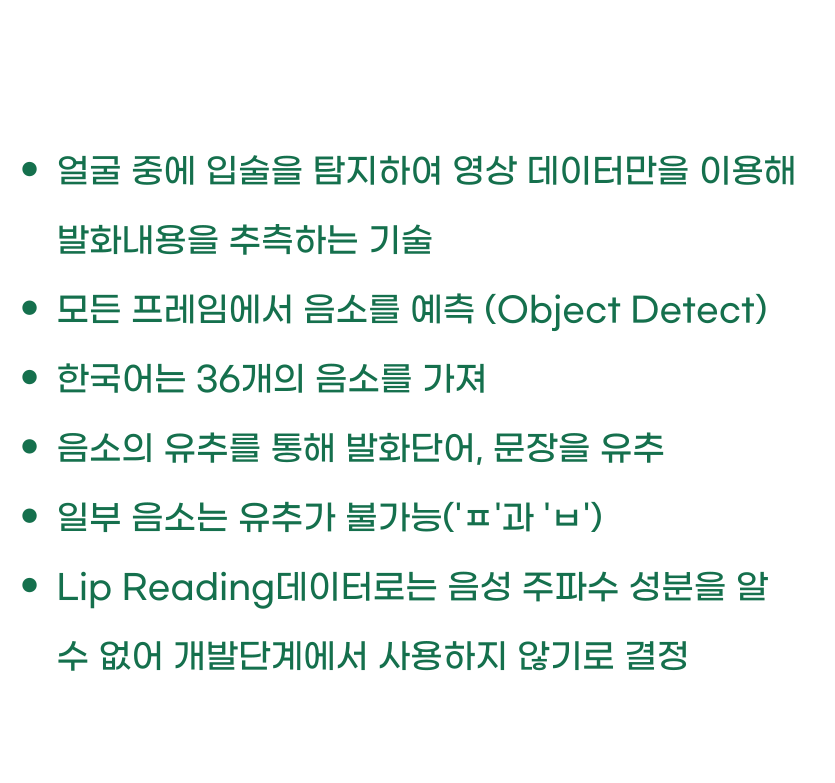 • 얼굴 중에 입술을 탐지하여 영상 데이터만을 이용해
발화내용을 추측하는 기술
• 모든 프레임에서 음소를 예측 (Object Detect)
• 한국어는 36개의 음소를 가져
• 음소의 유추를 통해 발화단어, 문장을 유추
• 일부 음소는 유추가 불가능('ㅍ'과 'ㅂ')
• Lip Reading데이터로는 음성 주파수 성분을 알
수 없어 개발단계에서 사용하지 않기로 결정